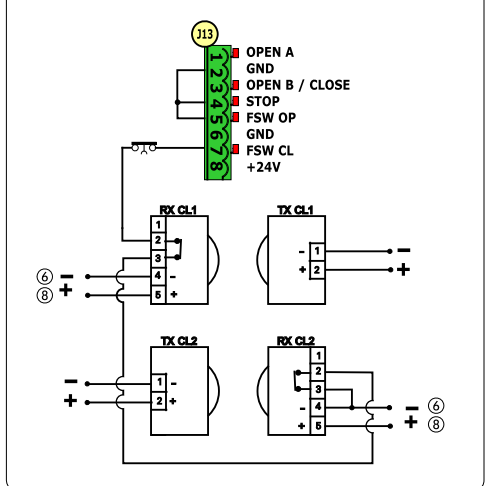 J13
1 OPEN A
2 GND
3 OPEN B / CLOSE
4 STOP
5 FSW OP
6 GND
7 FSW CL
8 +24V
RX CL1
1
2
3
4 -
5 +
⑥ -
⑧ +
TX CL1
- 1 -
+ 2 +
TX CL2
- 1 -
+ 2 +
RX CL2
1
2
3
- 4 - ⑥
+ 5 + ⑧